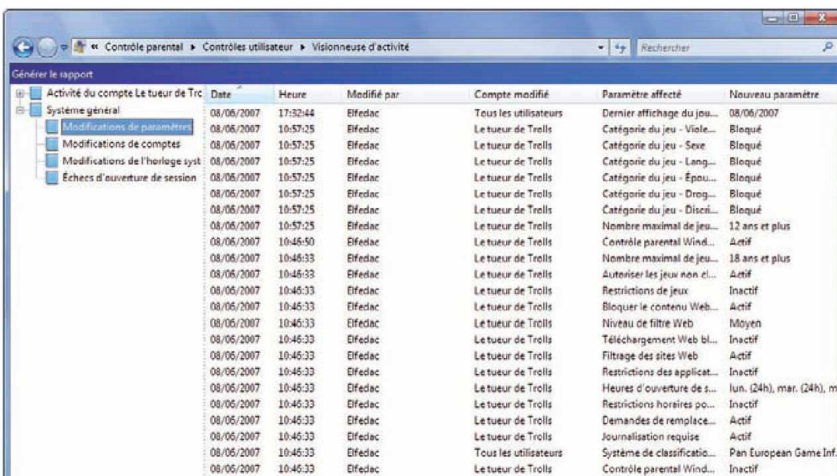 « Contrôle parental ▸ Contrôles utilisateur ▸ Visionneuse d'activité
Rechercher
Générer le rapport
Activité du compte Le tueur de Trc
Système général
Modifications de paramètres
Modifications de comptes
Modifications de l'horloge syst
Échecs d'ouverture de session
Date Heure Modifié par Compte modifié Paramètre affecté Nouveau paramètre
08/06/2007 17:32:44 Elfedac Tous les utilisateurs Dernier affichage du jou... 08/06/2007
08/06/2007 10:57:25 Elfedac Le tueur de Trolls Catégorie du jeu - Viole... Bloqué
08/06/2007 10:57:25 Elfedac Le tueur de Trolls Catégorie du jeu - Sexe Bloqué
08/06/2007 10:57:25 Elfedac Le tueur de Trolls Catégorie du jeu - Lang... Bloqué
08/06/2007 10:57:25 Elfedac Le tueur de Trolls Catégorie du jeu - Épou... Bloqué
08/06/2007 10:57:25 Elfedac Le tueur de Trolls Catégorie du jeu - Drog... Bloqué
08/06/2007 10:57:25 Elfedac Le tueur de Trolls Catégorie du jeu - Discri... Bloqué
08/06/2007 10:57:25 Elfedac Le tueur de Trolls Nombre maximal de jeu... 12 ans et plus
08/06/2007 10:46:50 Elfedac Le tueur de Trolls Contrôle parental Wind... Actif
08/06/2007 10:46:33 Elfedac Le tueur de Trolls Nombre maximal de jeu... 18 ans et plus
08/06/2007 10:46:33 Elfedac Le tueur de Trolls Autoriser les jeux non cl... Actif
08/06/2007 10:46:33 Elfedac Le tueur de Trolls Restrictions de jeux Inactif
08/06/2007 10:46:33 Elfedac Le tueur de Trolls Bloquer le contenu Web... Actif
08/06/2007 10:46:33 Elfedac Le tueur de Trolls Niveau de filtre Web Moyen
08/06/2007 10:46:33 Elfedac Le tueur de Trolls Téléchargement Web bl... Inactif
08/06/2007 10:46:33 Elfedac Le tueur de Trolls Filtrage des sites Web Actif
08/06/2007 10:46:33 Elfedac Le tueur de Trolls Restrictions des applicat... Inactif
08/06/2007 10:46:33 Elfedac Le tueur de Trolls Heures d'ouverture de s... lun. (24h), mar. (24h), m
08/06/2007 10:46:33 Elfedac Le tueur de Trolls Restrictions horaires po... Inactif
08/06/2007 10:46:33 Elfedac Le tueur de Trolls Demandes de remplace... Actif
08/06/2007 10:46:33 Elfedac Le tueur de Trolls Journalisation requise Actif
08/06/2007 10:46:33 Elfedac Tous les utilisateurs Système de classificatio... Pan European Game Inf
08/06/2007 10:46:33 Elfedac Le tueur de Trolls Contrôle parental Wind... Inactif